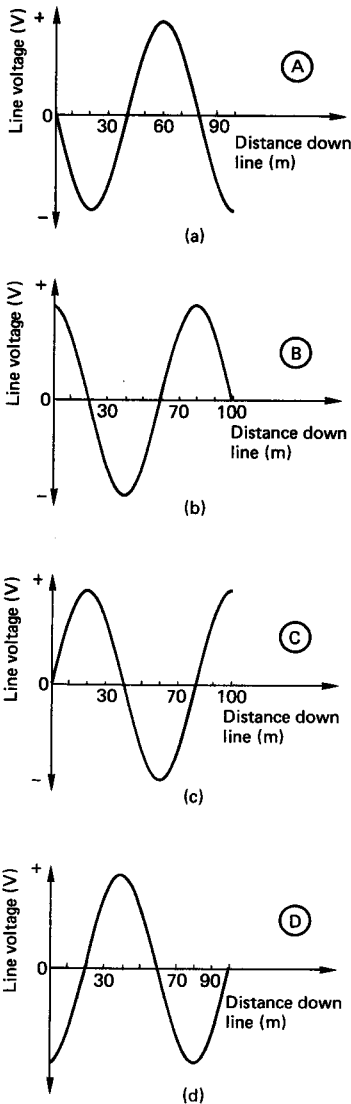 Line voltage (V)
+
0
–
30
60
90
Distance down
line (m)
A
(a)
Line voltage (V)
+
0
–
30
70
100
Distance down
line (m)
B
(b)
Line voltage (V)
+
0
–
30
70
100
Distance down
line (m)
C
(c)
Line voltage (V)
+
0
30
70
90
Distance down
line (m)
D
(d)